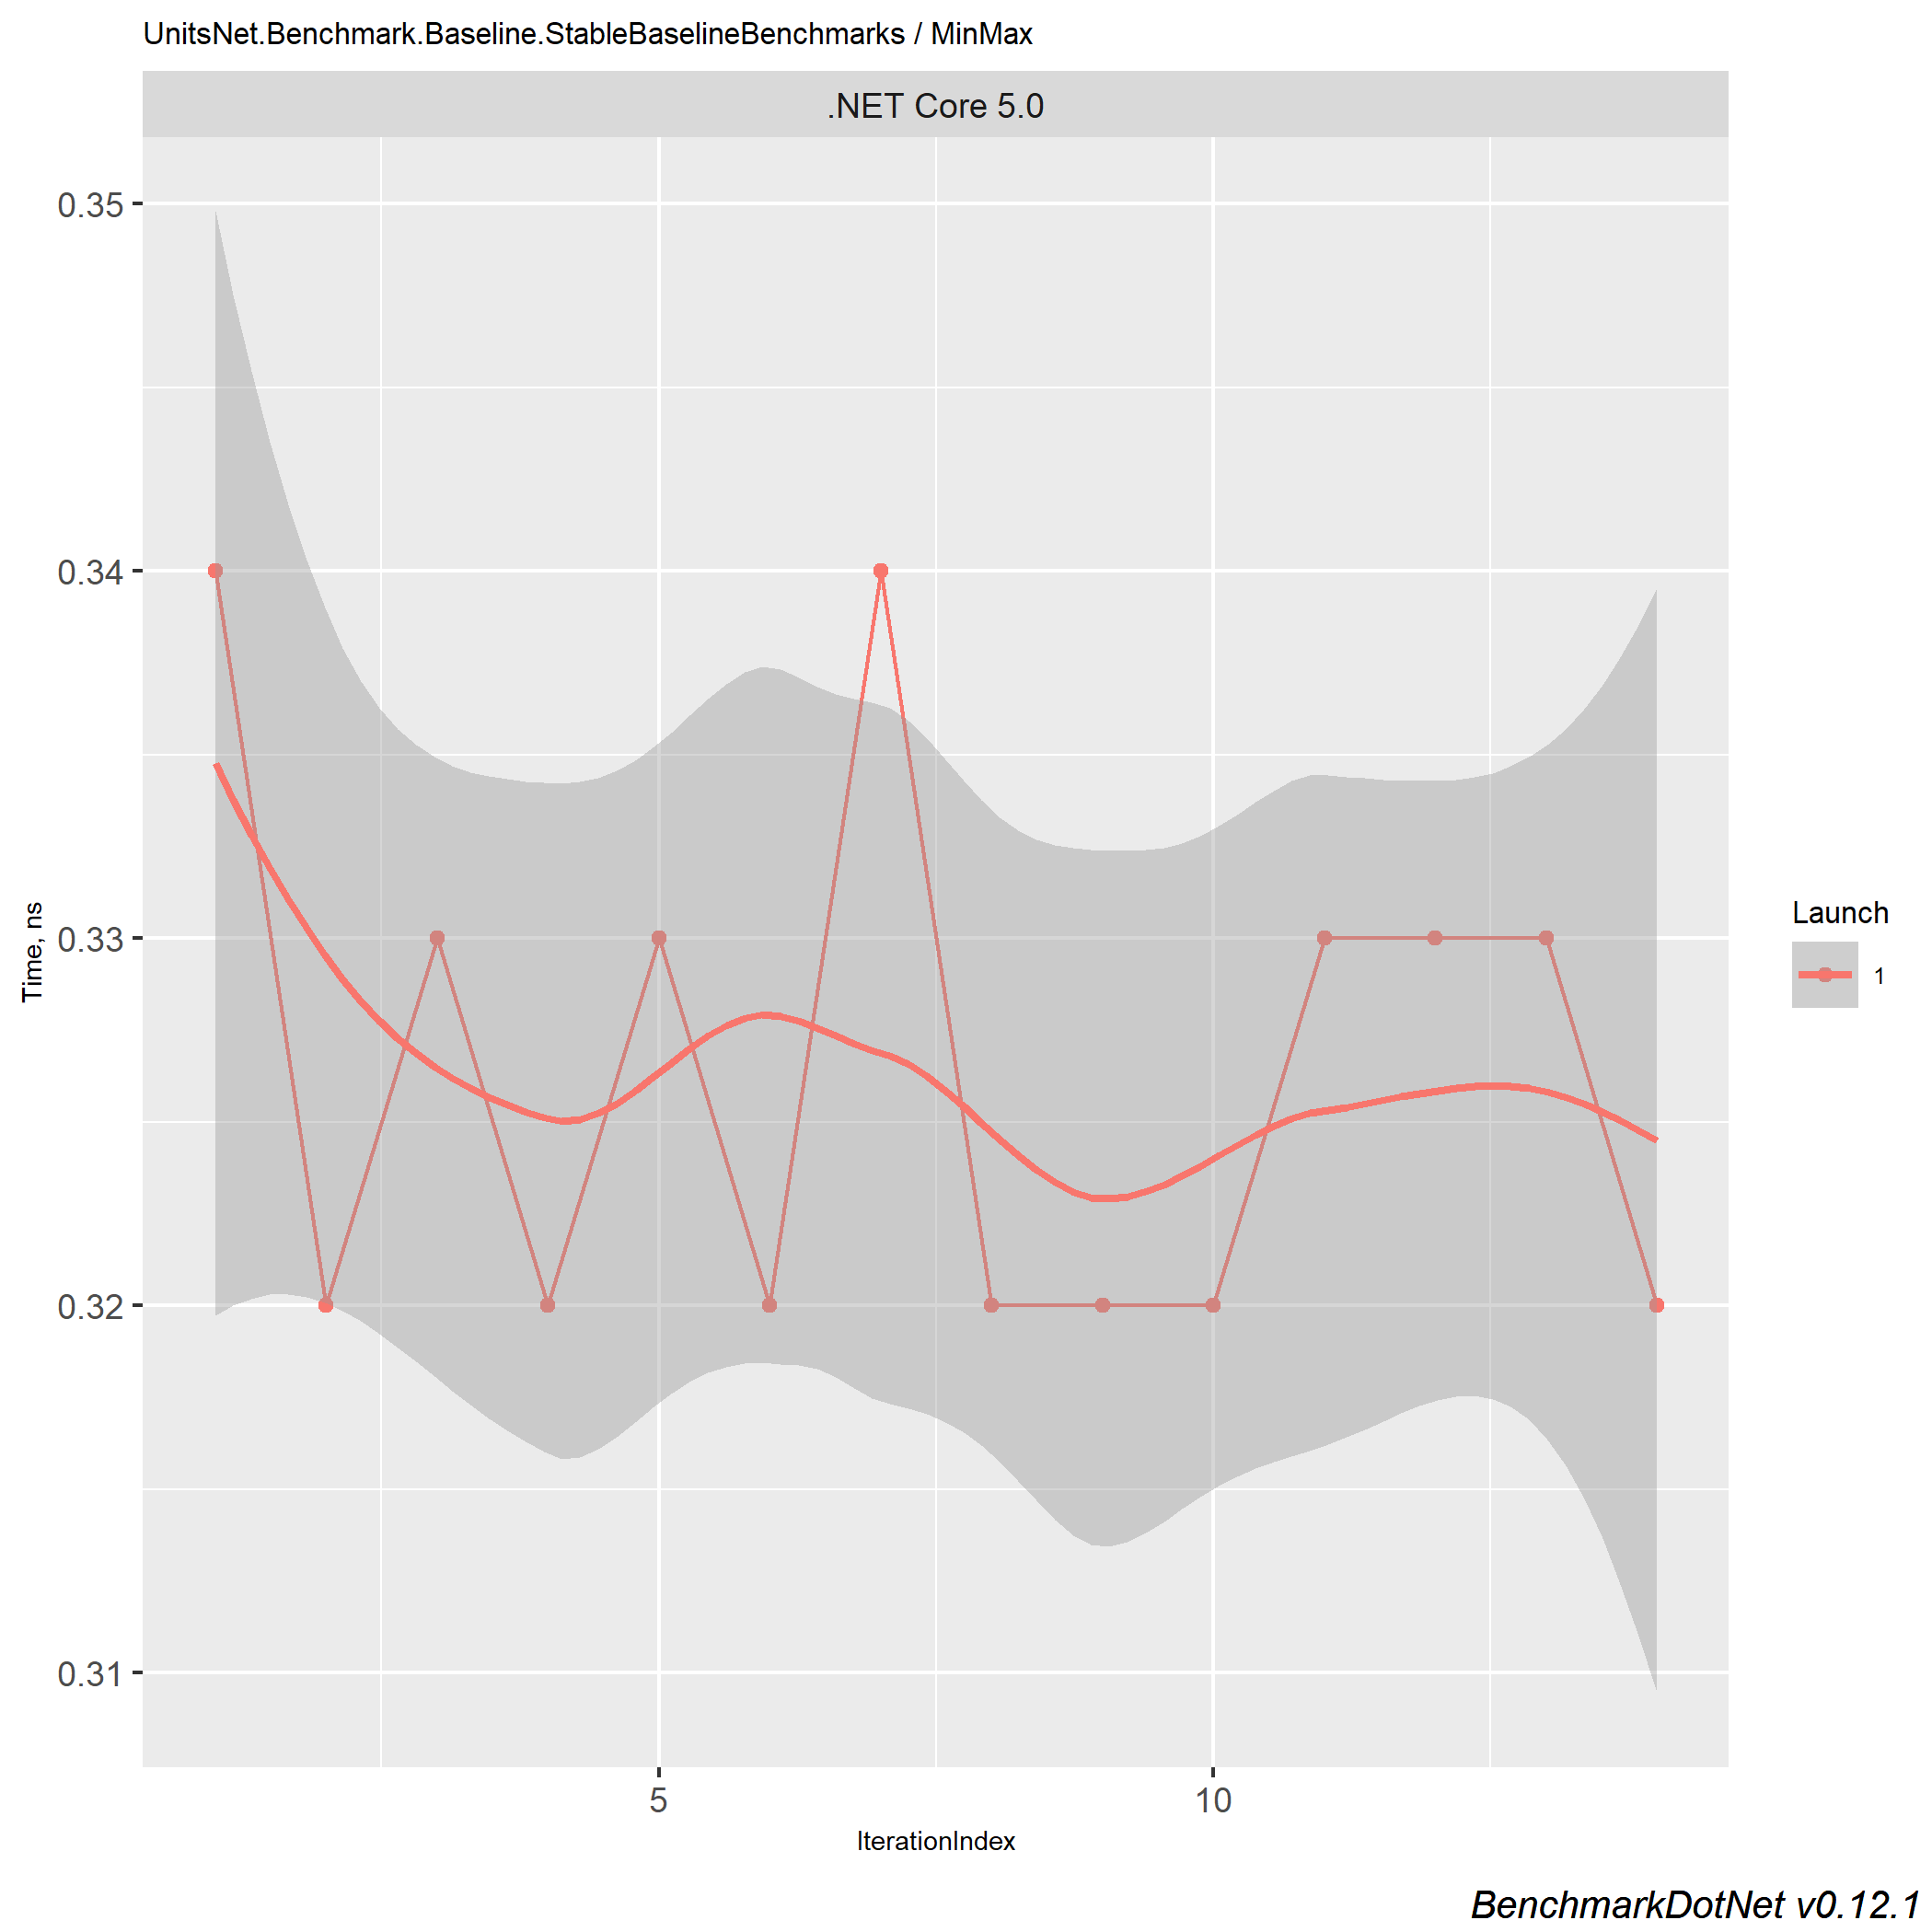 UnitsNet.Benchmark.Baseline.StableBaselineBenchmarks / MinMax
.NET Core 5.0
0.35
0.34
0.33
0.32
0.31
Time, ns
5
10
IterationIndex
Launch
1
BenchmarkDotNet v0.12.1